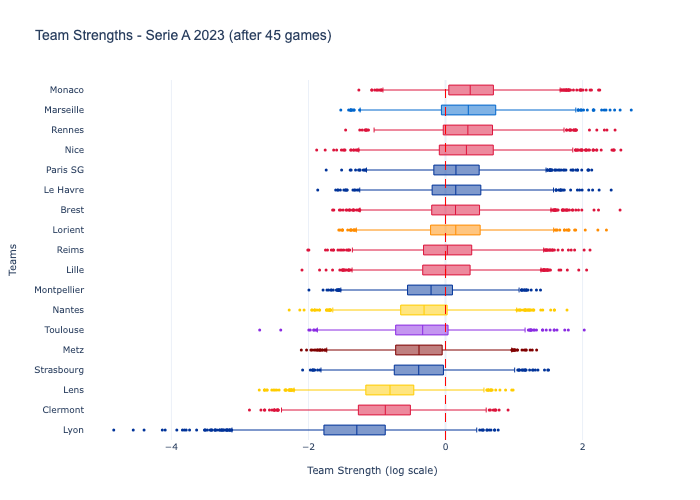 Team Strengths - Serie A 2023 (after 45 games)
Monaco
Marseille
Rennes
Nice
Paris SG
Le Havre
Brest
Lorient
Reims
Lille
Montpellier
Nantes
Toulouse
Metz
Strasbourg
Lens
Clermont
Lyon
Teams
−4
−2
0
2
Team Strength (log scale)